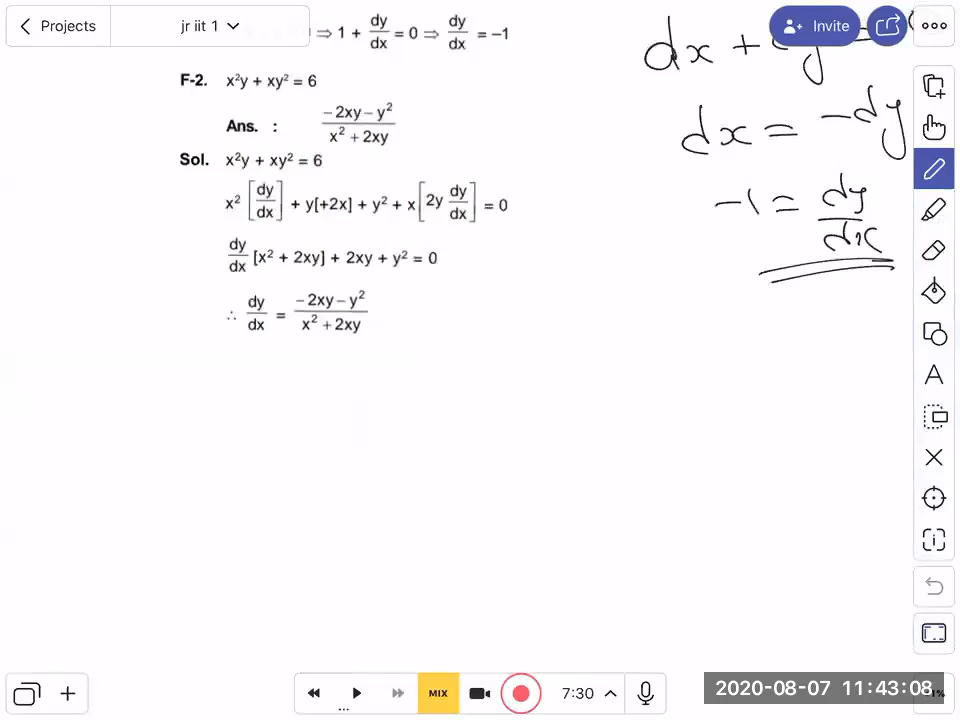 Projects
jr iit 1
⇒ 1 + dy/dx = 0 ⇒ dy/dx = –1
dx +
Invite
F-2. x²y + xy² = 6
Ans. : (–2xy – y²)/(x² + 2xy)
dx = -dy
Sol. x²y + xy² = 6
x² [dy/dx] + y[+2x] + y² + x [2y dy/dx] = 0
-1 = dy/dx
dy/dx [x² + 2xy] + 2xy + y² = 0
∴ dy/dx = (–2xy – y²)/(x² + 2xy)
A
MIX
7:30
2020-08-07 11:43:08